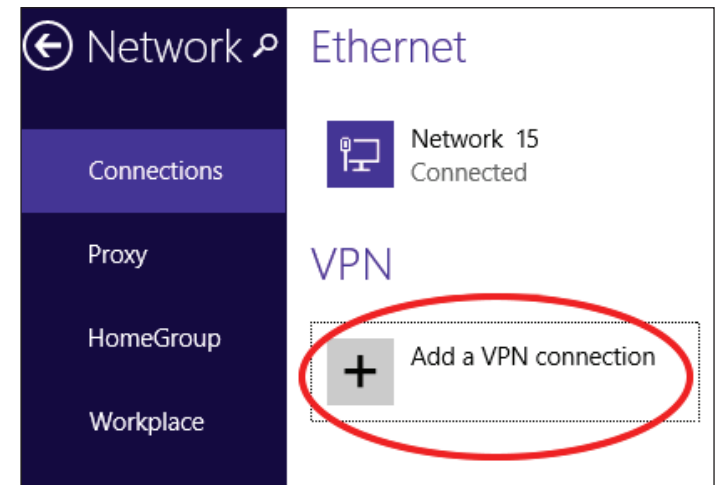 Network
Connections
Proxy
HomeGroup
Workplace
Ethernet
Network 15
Connected
VPN
Add a VPN connection